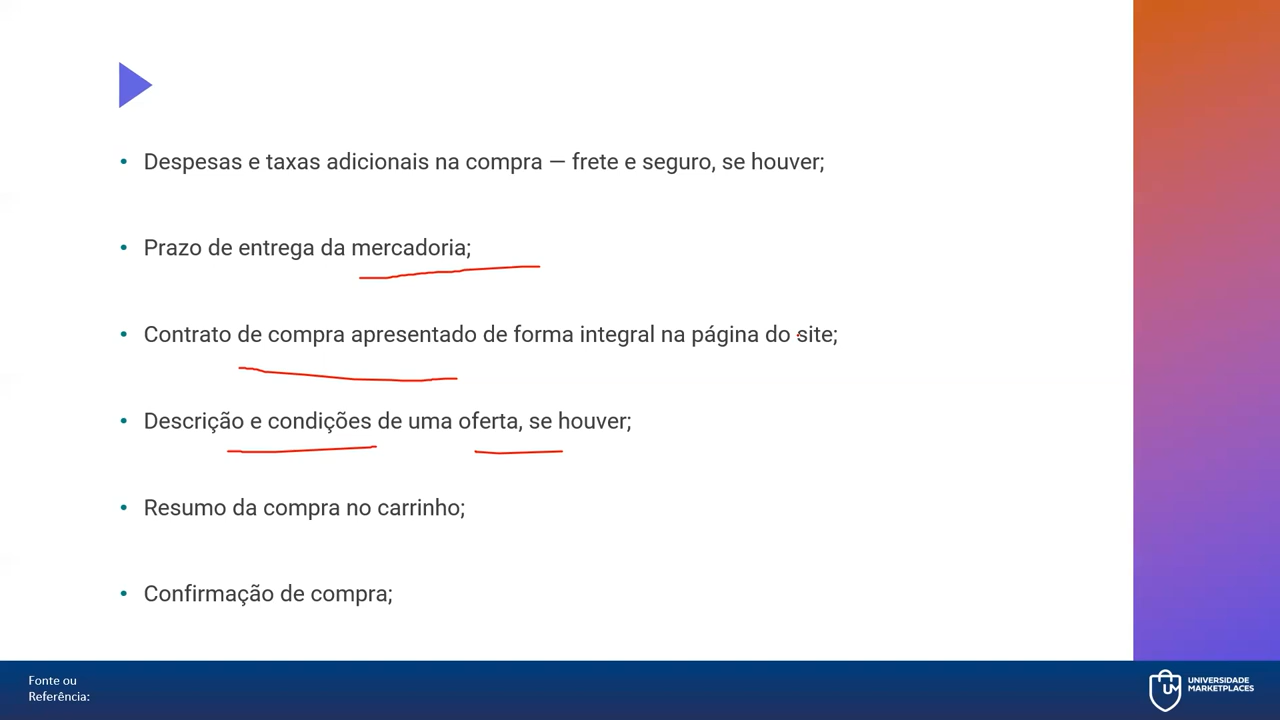 • Despesas e taxas adicionais na compra — frete e seguro, se houver;
• Prazo de entrega da mercadoria;
• Contrato de compra apresentado de forma integral na página do site;
• Descrição e condições de uma oferta, se houver;
• Resumo da compra no carrinho;
• Confirmação de compra;
Fonte ou
Referência:
UM
UNIVERSIDADE
MARKETPLACES